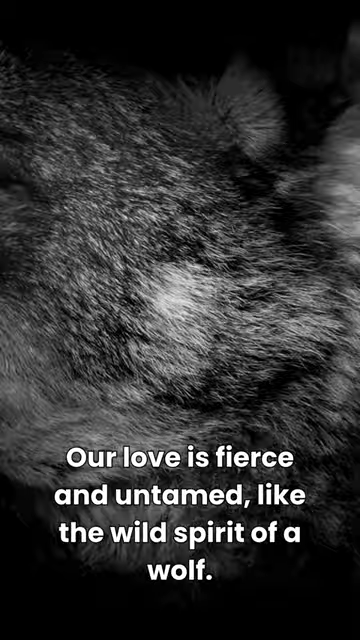 Our love is fierce
and untamed, like
the wild spirit of a
wolf.